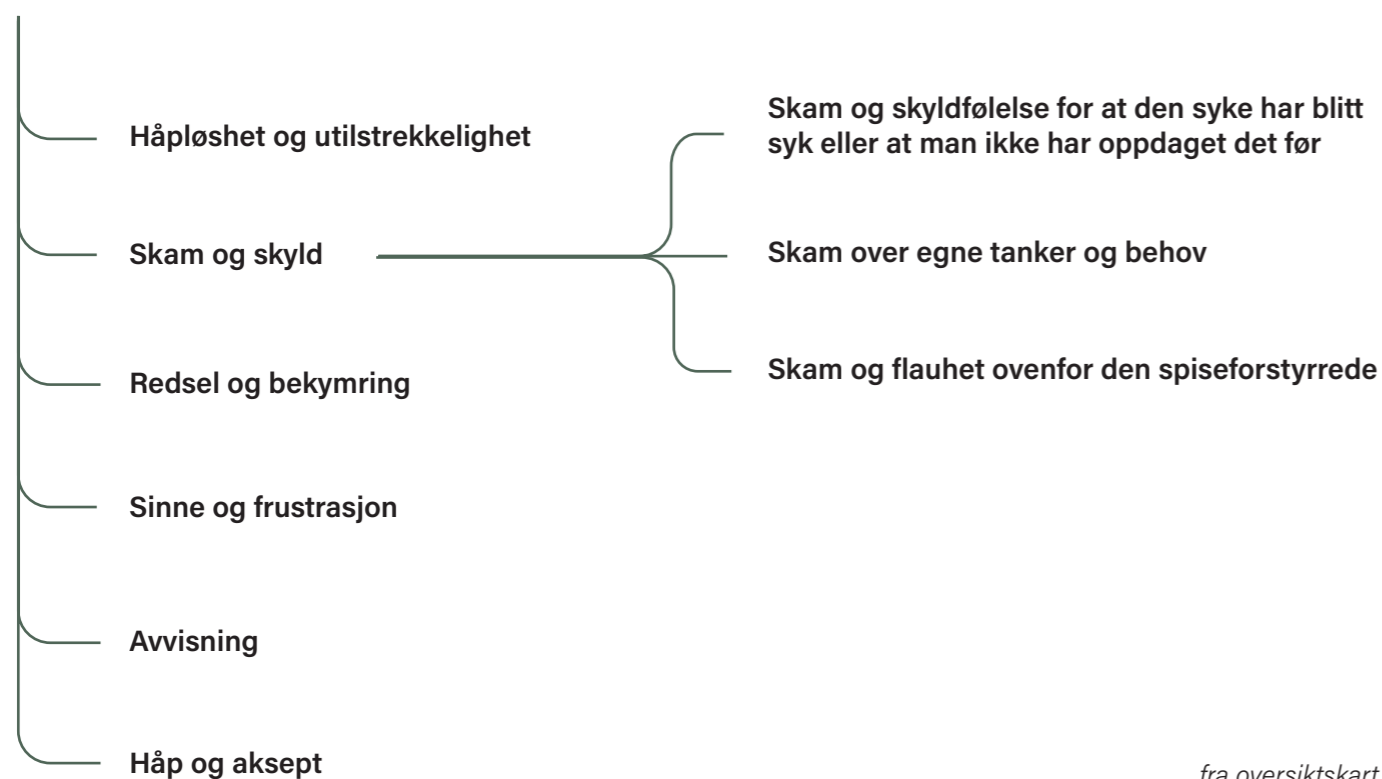 Håpløshet og utilstrekkelighet
Skam og skyld
Redsel og bekymring
Sinne og frustrasjon
Avvisning
Håp og aksept
Skam og skyldfølelse for at den syke har blitt
syk eller at man ikke har oppdaget det før
Skam over egne tanker og behov
Skam og flauhet ovenfor den spiseforstyrrede
fra oversiktskart